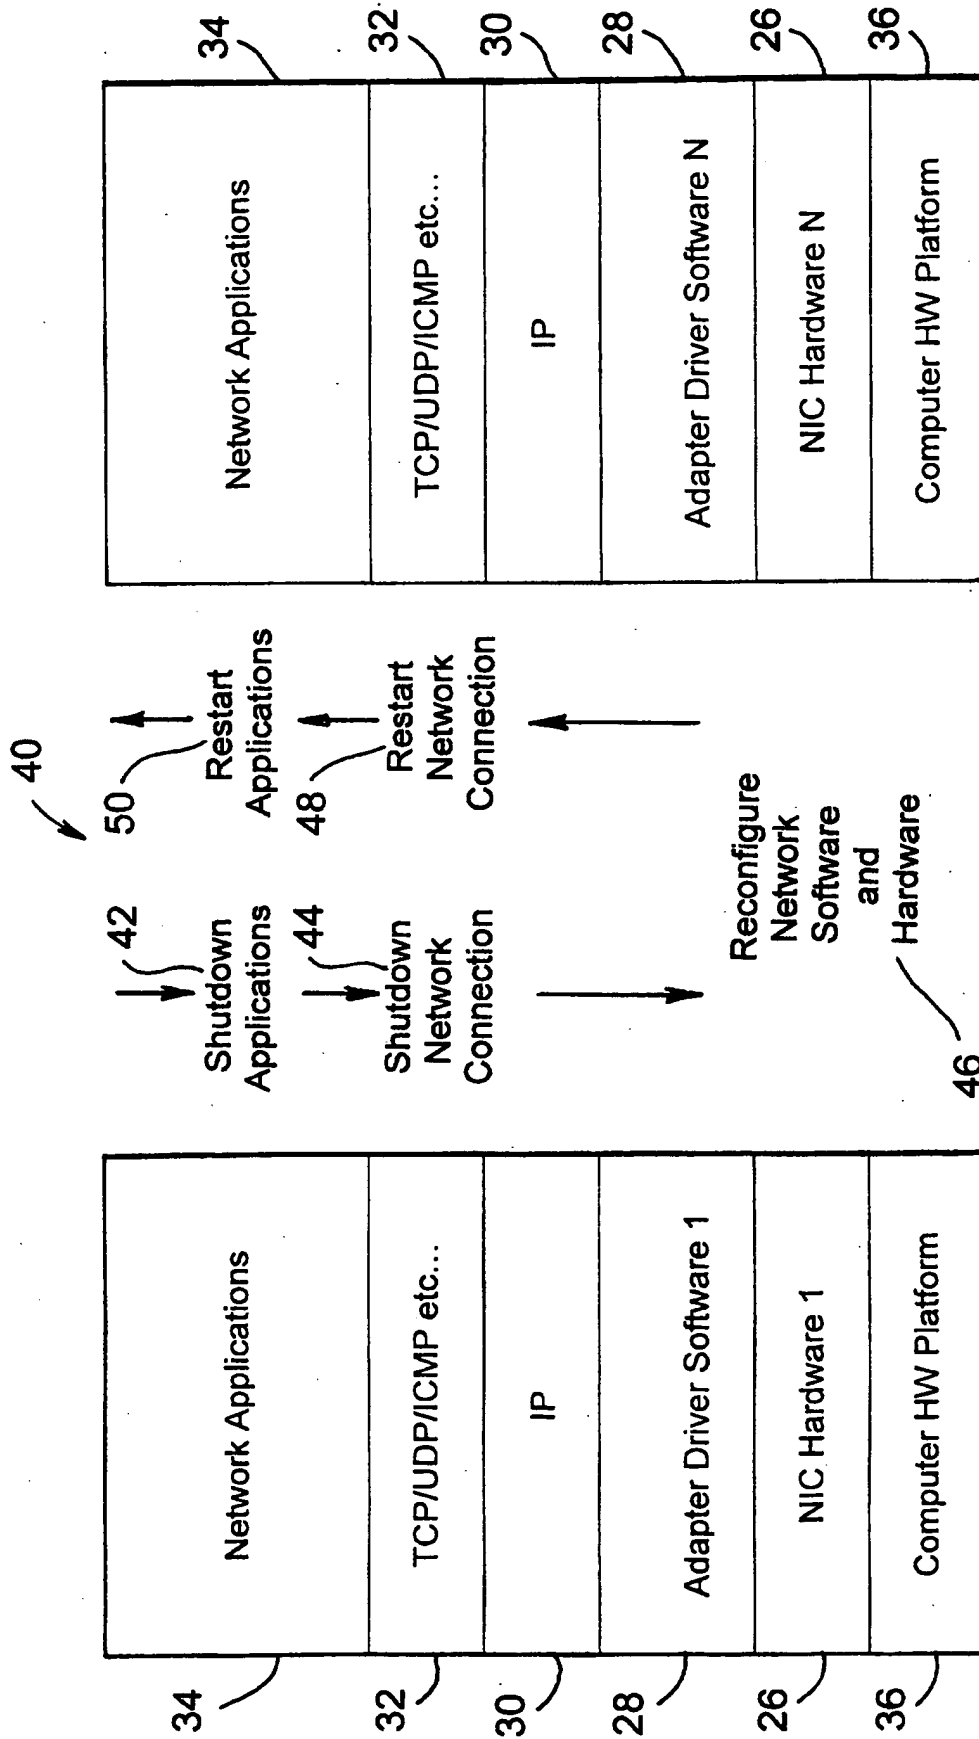 40
34
Network Applications
32
TCP/UDP/ICMP etc...
30
IP
28
Adapter Driver Software 1
26
NIC Hardware 1
36
Computer HW Platform
42
Shutdown
Applications
44
Shutdown
Network
Connection
Reconfigure
Network
Software
and
Hardware
46
50
Restart
Applications
48
Restart
Network
Connection
Network Applications
34
TCP/UDP/ICMP etc...
32
IP
30
Adapter Driver Software N
28
NIC Hardware N
26
Computer HW Platform
36